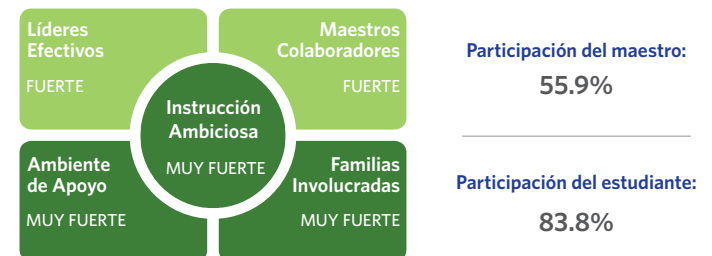 Líderes
Efectivos
FUERTE
Maestros
Colaboradores
FUERTE
Instrucción
Ambiciosa
MUY FUERTE
Ambiente
de Apoyo
MUY FUERTE
Familias
Involucradas
MUY FUERTE
Participación del maestro:
55.9%
Participación del estudiante:
83.8%